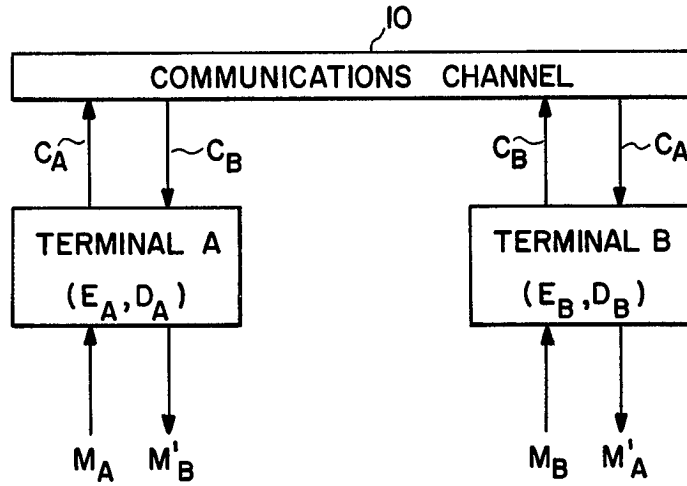 10
COMMUNICATIONS CHANNEL
C_A C_B C_B C_A
TERMINAL A TERMINAL B
(E_A, D_A) (E_B, D_B)
M_A M'_B M_B M'_A